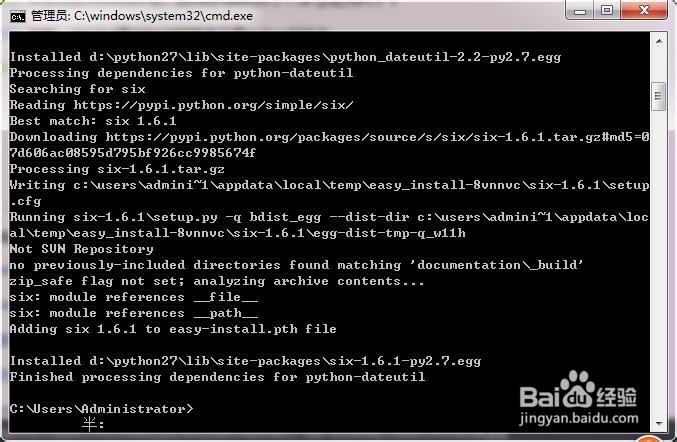 管理员: C:\windows\system32\cmd.exe
Installed d:\python27\lib\site-packages\python_dateutil-2.2-py2.7.egg
Processing dependencies for python-dateutil
Searching for six
Reading https://pypi.python.org/simple/six/
Best match: six 1.6.1
Downloading https://pypi.python.org/packages/source/s/six/six-1.6.1.tar.gz#md5=0
7d606ac08595d795bf926cc9985674f
Processing six-1.6.1.tar.gz
Writing c:\users\admini~1\appdata\local\temp\easy_install-8vnnvc\six-1.6.1\setup
.cfg
Running six-1.6.1\setup.py -q bdist_egg --dist-dir c:\users\admini~1\appdata\loc
al\temp\easy_install-8vnnvc\six-1.6.1\egg-dist-tmp-q_w11h
Not SVN Repository
no previously-included directories found matching 'documentation\_build'
zip_safe flag not set; analyzing archive contents...
six: module references __file__
six: module references __path__
Adding six 1.6.1 to easy-install.pth file
Installed d:\python27\lib\site-packages\six-1.6.1-py2.7.egg
Finished processing dependencies for python-dateutil
C:\Users\Administrator>
半:
Baidu 经验
jingyan.baidu.com